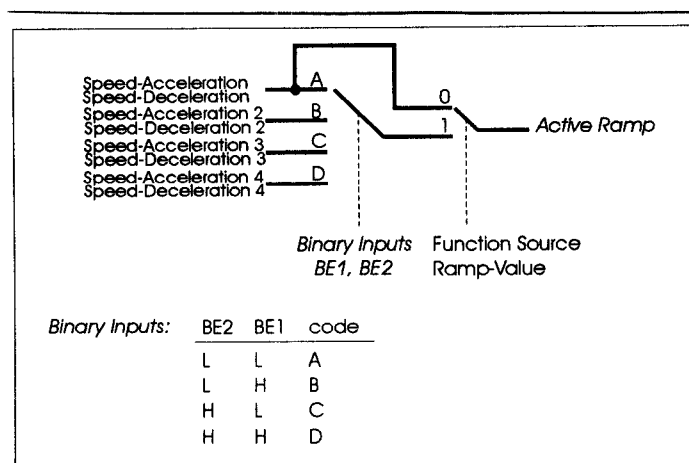 Speed-Acceleration A
Speed-Deceleration
Speed-Acceleration 2 B
Speed-Deceleration 2
Speed-Acceleration 3 C
Speed-Deceleration 3
Speed-Acceleration 4 D
Speed-Deceleration 4
0
1
Active Ramp
Binary Inputs
BE1, BE2
Function Source
Ramp-Value
Binary Inputs: BE2 BE1 code
L L A
L H B
H L C
H H D